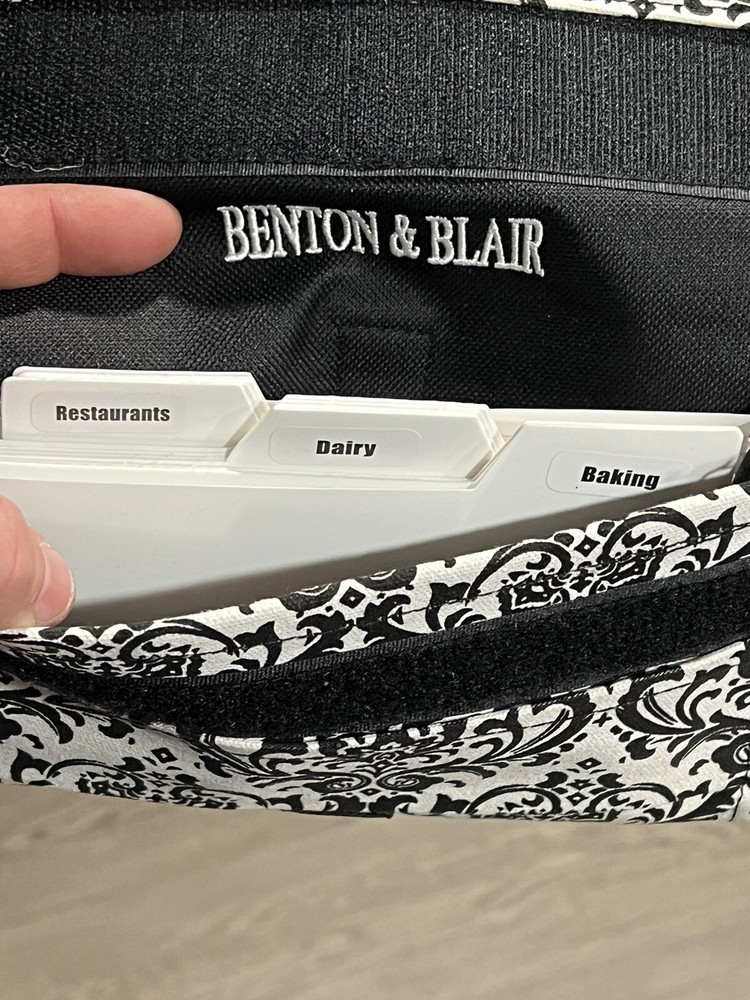 BENTON & BLAIR
Restaurants
Dairy
Baking